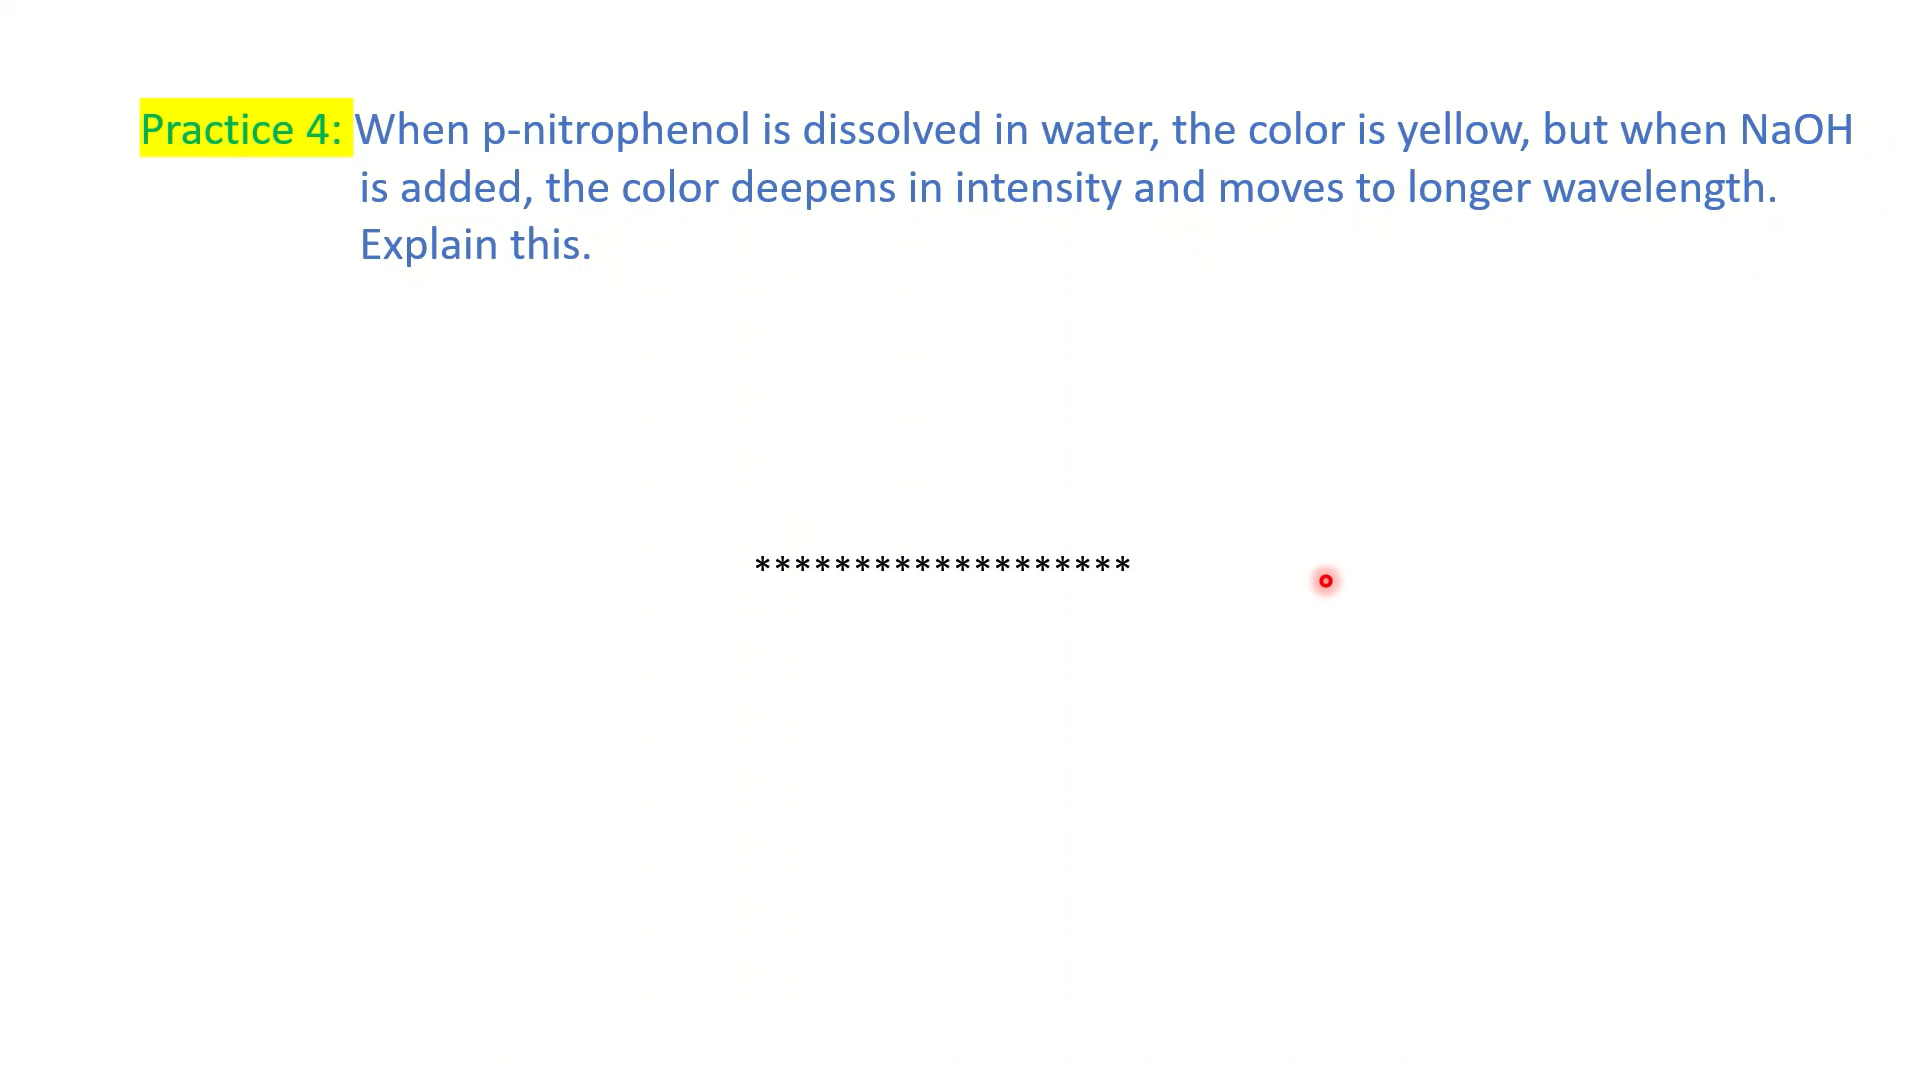 Practice 4: When p-nitrophenol is dissolved in water, the color is yellow, but when NaOH
is added, the color deepens in intensity and moves to longer wavelength.
Explain this.
*******************